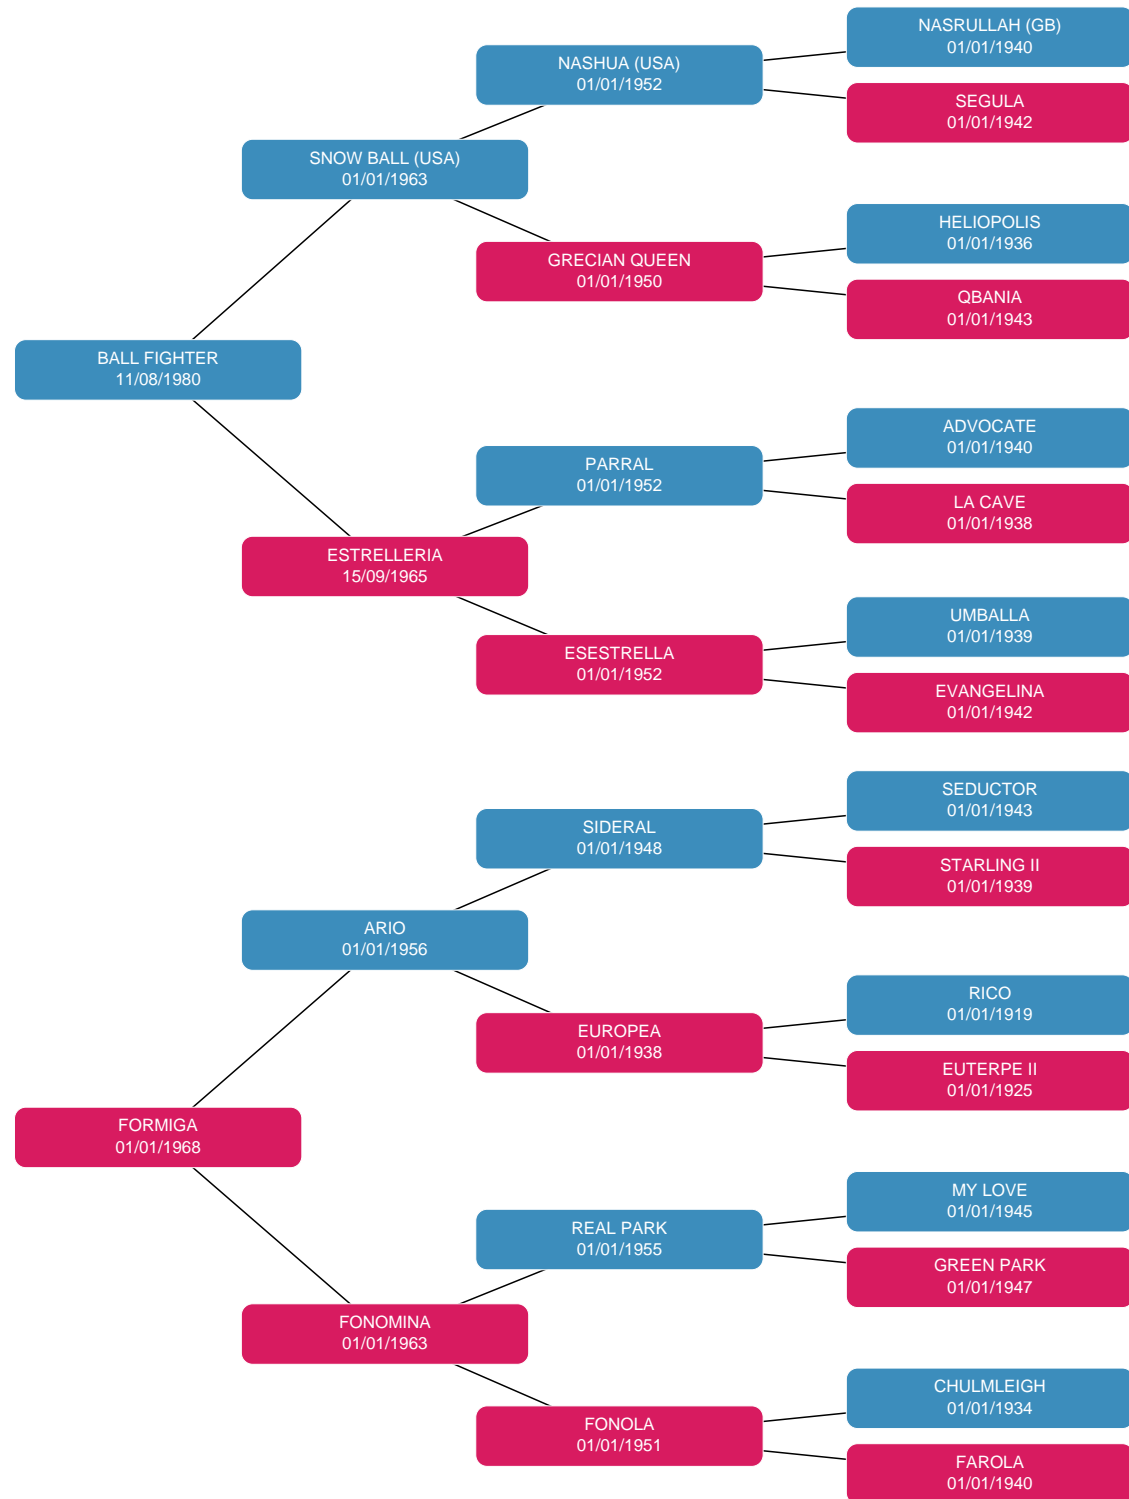 NASRULLAH (GB)
01/01/1940
NASHUA (USA)
01/01/1952
SEGULA
01/01/1942
SNOW BALL (USA)
01/01/1963
HELIOPOLIS
01/01/1936
GRECIAN QUEEN
01/01/1950
QBANIA
01/01/1943
BALL FIGHTER
11/08/1980
ADVOCATE
01/01/1940
PARRAL
01/01/1952
LA CAVE
01/01/1938
ESTRELLERIA
15/09/1965
UMBALLA
01/01/1939
ESESTRELLA
01/01/1952
EVANGELINA
01/01/1942
SEDUCTOR
01/01/1943
SIDERAL
01/01/1948
STARLING II
01/01/1939
ARIO
01/01/1956
RICO
01/01/1919
EUROPEA
01/01/1938
EUTERPE II
01/01/1925
FORMIGA
01/01/1968
MY LOVE
01/01/1945
REAL PARK
01/01/1955
GREEN PARK
01/01/1947
FONOMINA
01/01/1963
CHULMLEIGH
01/01/1934
FONOLA
01/01/1951
FAROLA
01/01/1940